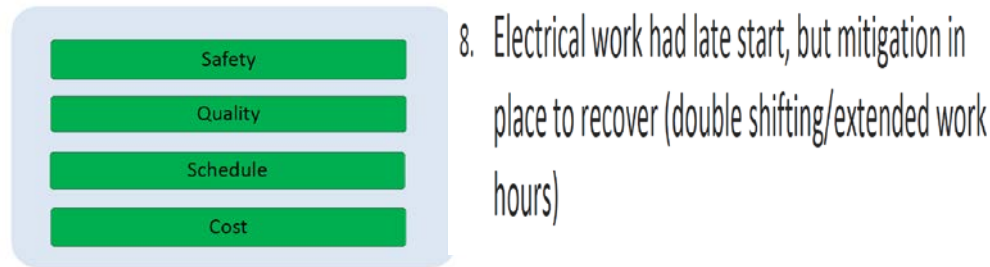 Safety
Quality
Schedule
Cost
8. Electrical work had late start, but mitigation in
place to recover (double shifting/extended work
hours)